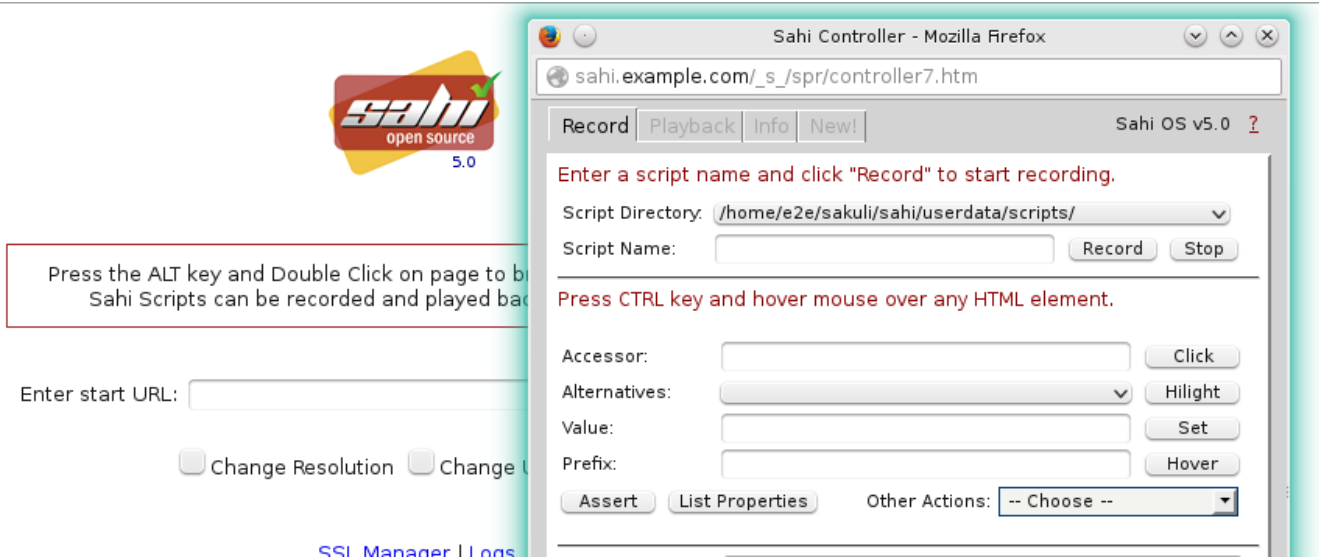 sahi
open source
5.0
Press the ALT key and Double Click on page to b
Sahi Scripts can be recorded and played bac
Enter start URL:
Change Resolution
Change
SSL Manager | Logs
Sahi Controller - Mozilla Firefox
sahi.example.com/_s_/spr/controller7.htm
Record Playback Info New!
Sahi OS v5.0 ?
Enter a script name and click "Record" to start recording.
Script Directory: /home/e2e/sakuli/sahi/userdata/scripts/
Script Name: Record Stop
Press CTRL key and hover mouse over any HTML element.
Accessor: Click
Alternatives: Hilight
Value: Set
Prefix: Hover
Assert List Properties Other Actions: -- Choose --